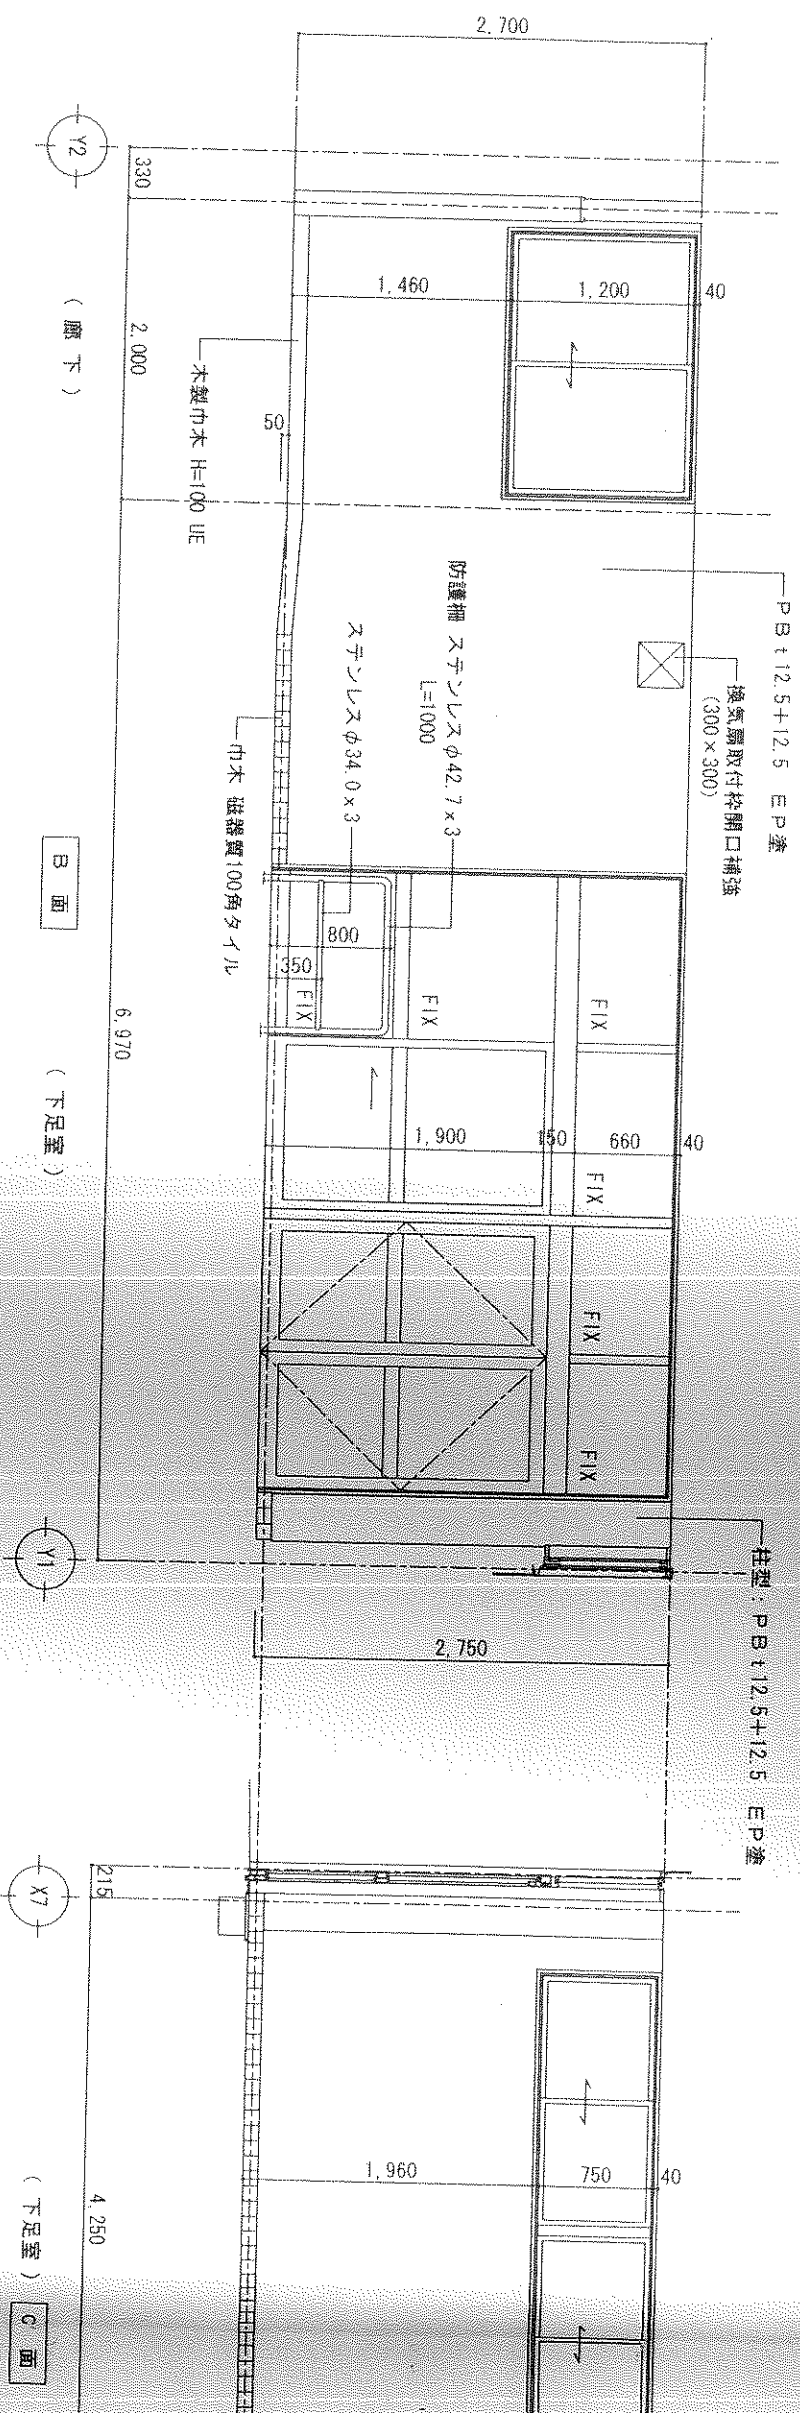 2,700
Y2
330
2,000
(廊下)
1,460
1,200
40
木製巾木 H=100 UE
50
PB t12.5+12.5 EP塗
換気扇取付枠開口補強
(300×300)
防護柵 ステンレスφ42.7×3
L=1000
ステンレスφ34.0×3
巾木 磁器質100角タイル
B面
6,970
(下足室)
800
350
FIX
FIX
FIX
1,900
150
660
40
FIX
FIX
FIX
Y1
柱型:PB t12.5+12.5 EP塗
2,750
X7
215
4,250
(下足室)
C面
1,960
750
40